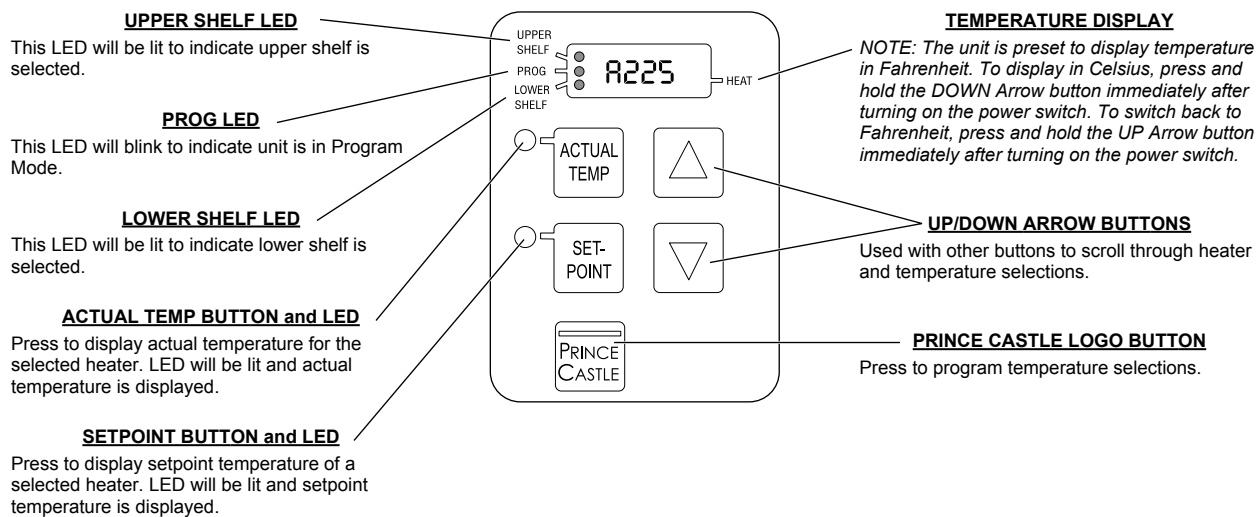 UPPER SHELF LED
This LED will be lit to indicate upper shelf is
selected.
PROG LED
This LED will blink to indicate unit is in Program
Mode.
LOWER SHELF LED
This LED will be lit to indicate lower shelf is
selected.
ACTUAL TEMP BUTTON and LED
Press to display actual temperature for the
selected heater. LED will be lit and actual
temperature is displayed.
SETPOINT BUTTON and LED
Press to display setpoint temperature of a
selected heater. LED will be lit and setpoint
temperature is displayed.
UPPER
SHELF
PROG
LOWER
SHELF
A225
HEAT
ACTUAL
TEMP
SET-
POINT
PRINCE
CASTLE
TEMPERATURE DISPLAY
NOTE: The unit is preset to display temperature
in Fahrenheit. To display in Celsius, press and
hold the DOWN Arrow button immediately after
turning on the power switch. To switch back to
Fahrenheit, press and hold the UP Arrow button
immediately after turning on the power switch.
UP/DOWN ARROW BUTTONS
Used with other buttons to scroll through heater
and temperature selections.
PRINCE CASTLE LOGO BUTTON
Press to program temperature selections.